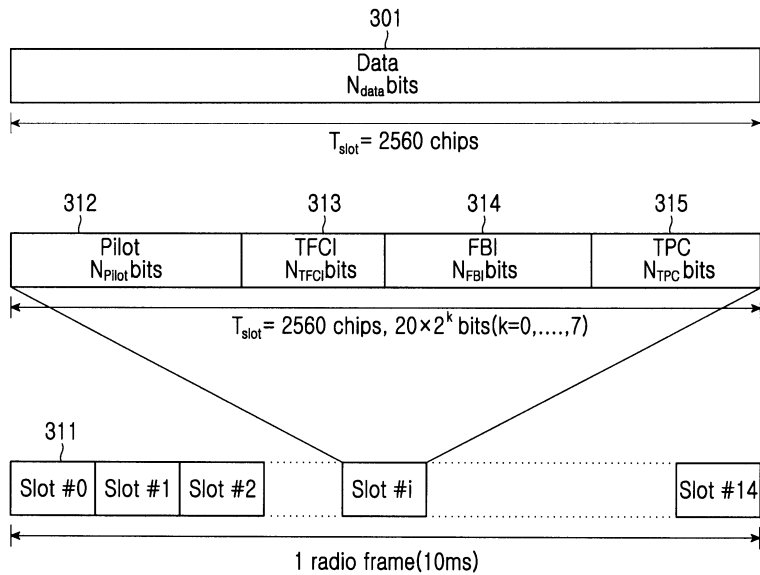 301
Data
N_data bits
T_slot = 2560 chips
312 313 314 315
Pilot TFCI FBI TPC
N_Pilot bits N_TFCI bits N_FBI bits N_TPC bits
T_slot = 2560 chips, 20×2^k bits(k=0,....,7)
311
Slot #0 Slot #1 Slot #2 Slot #i Slot #14
1 radio frame(10ms)